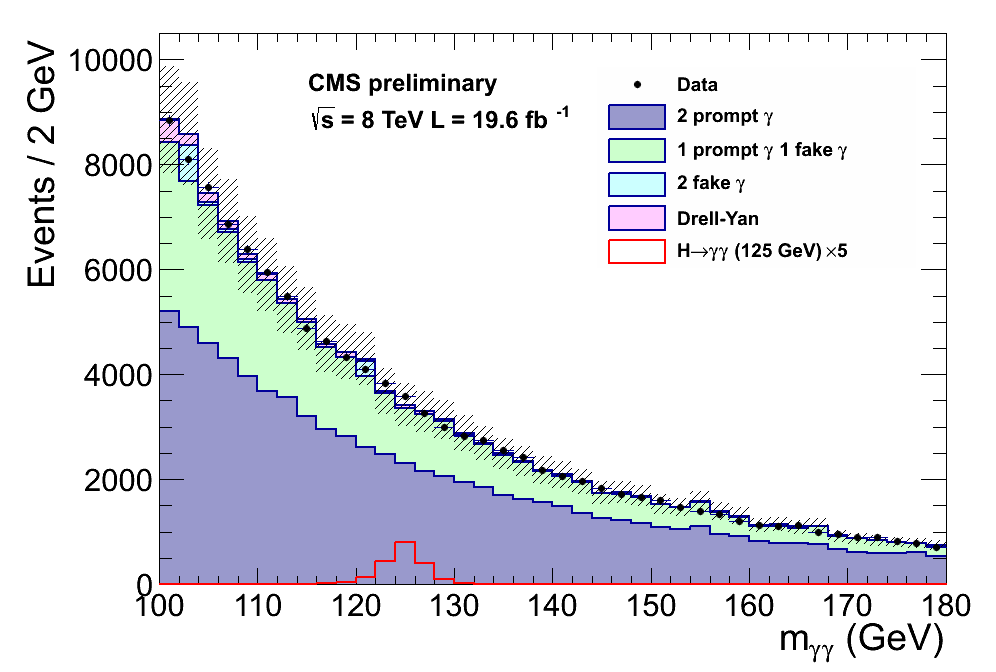 CMS preliminary
√s = 8 TeV L = 19.6 fb -1
Data
2 prompt γ
1 prompt γ 1 fake γ
2 fake γ
Drell-Yan
H→γγ (125 GeV) ×5
Events / 2 GeV
10000
8000
6000
4000
2000
0
100 110 120 130 140 150 160 170 180
mγγ (GeV)